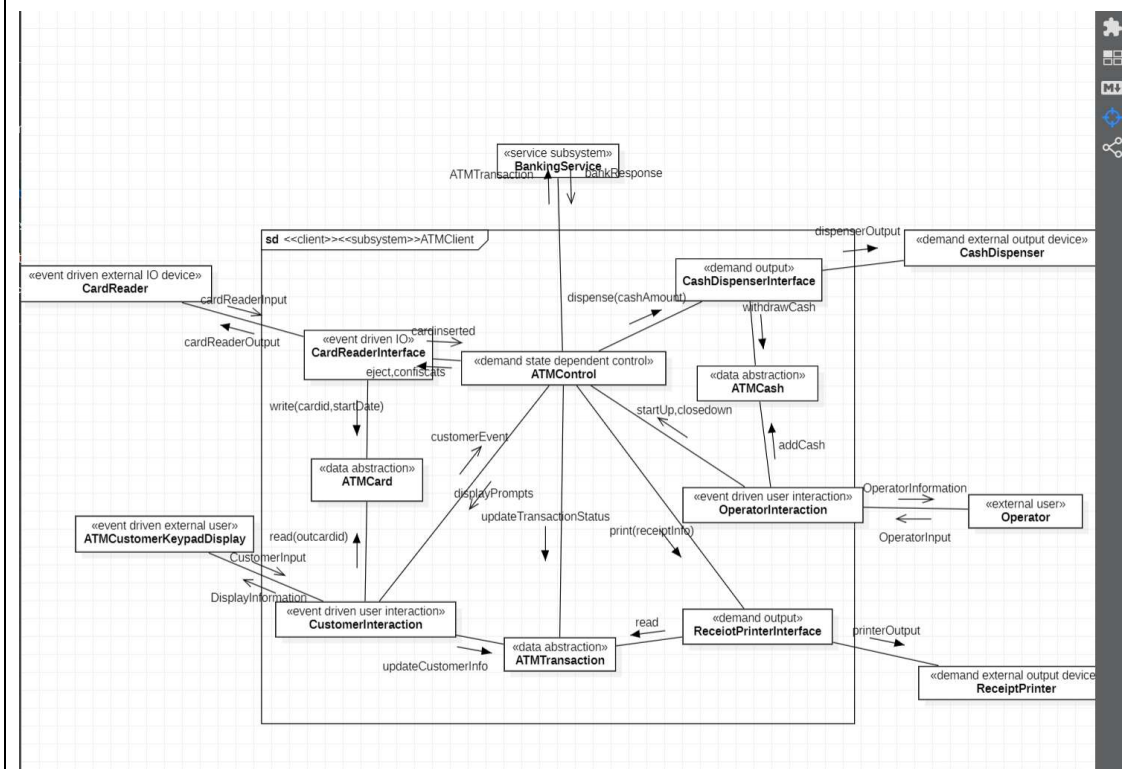 «service subsystem»
BankingService
ATMTransaction
bankResponse
sd <<client>><<subsystem>>ATMClient
dispenserOutput
«demand external output device»
CashDispenser
«event driven external IO device»
CardReader
«demand output»
CashDispenserInterface
cardReaderInput
dispense(cashAmount)
withdrawCash
cardReaderOutput
«event driven IO»
CardReaderInterface
cardinserted
eject,confiscats
«demand state dependent control»
ATMControl
«data abstraction»
ATMCash
write(cardid,startDate)
startUp,closedown
customerEvent
addCash
«data abstraction»
ATMCard
displayPrompts
«event driven user interaction»
OperatorInteraction
OperatorInformation
«external user»
Operator
OperatorInput
updateTransactionStatus
«event driven external user»
ATMCustomerKeypadDisplay
read(outcardid)
print(receiptInfo)
CustomerInput
DisplayInformation
«event driven user interaction»
CustomerInteraction
read
«demand output»
ReceiotPrinterInterface
printerOutput
«data abstraction»
ATMTransaction
updateCustomerInfo
«demand external output device
ReceiptPrinter
M